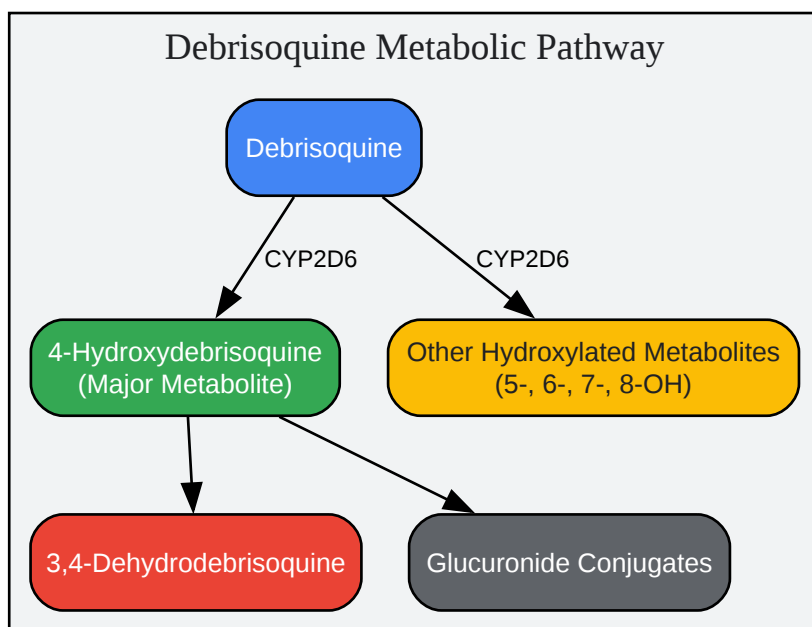 Debrisoquine Metabolic Pathway
Debrisoquine
CYP2D6
CYP2D6
4-Hydroxydebrisoquine
(Major Metabolite)
Other Hydroxylated Metabolites
(5-, 6-, 7-, 8-OH)
3,4-Dehydrodebrisoquine
Glucuronide Conjugates